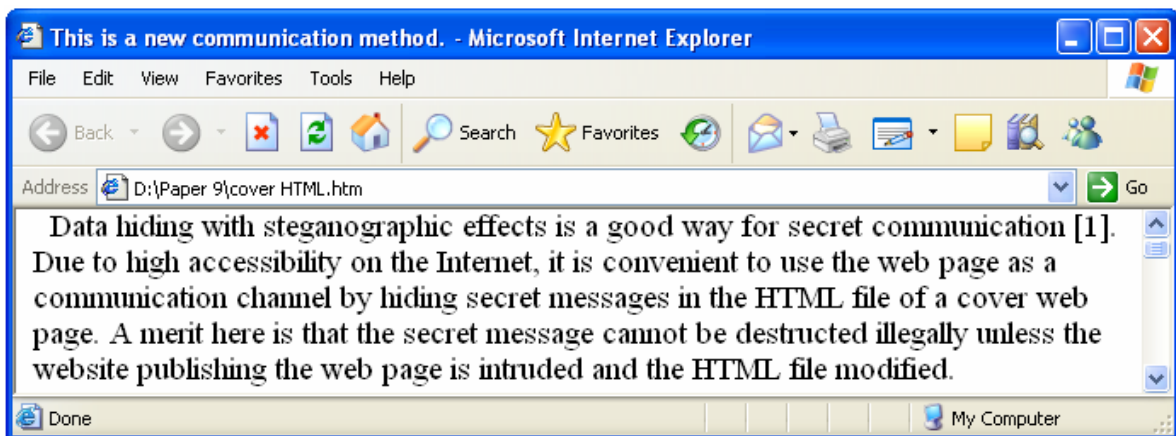 This is a new communication method. - Microsoft Internet Explorer
File Edit View Favorites Tools Help
Back Search Favorites
Address D:\Paper 9\cover HTML.htm Go
Data hiding with steganographic effects is a good way for secret communication [1].
Due to high accessibility on the Internet, it is convenient to use the web page as a
communication channel by hiding secret messages in the HTML file of a cover web
page. A merit here is that the secret message cannot be destructed illegally unless the
website publishing the web page is intruded and the HTML file modified.
Done My Computer